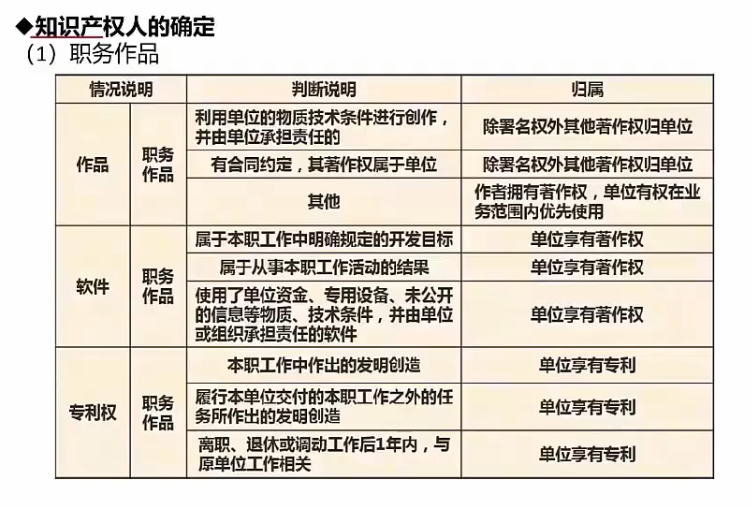 ◆知识产权人的确定
（1）职务作品
情况说明 判断说明 归属
作品 职务作品 利用单位的物质技术条件进行创作，
并由单位承担责任的 除署名权外其他著作权归单位
有合同约定，其著作权属于单位 除署名权外其他著作权归单位
其他 作者拥有著作权，单位有权在业
务范围内优先使用
软件 职务作品 属于本职工作中明确规定的开发目标 单位享有著作权
属于从事本职工作活动的结果 单位享有著作权
使用了单位资金、专用设备、未公开
的信息等物质、技术条件，并由单位
或组织承担责任的软件 单位享有著作权
专利权 职务作品 本职工作中作出的发明创造 单位享有专利
履行本单位交付的本职工作之外的任
务所作出的发明创造 单位享有专利
离职、退休或调动工作后1年内，与
原单位工作相关 单位享有专利